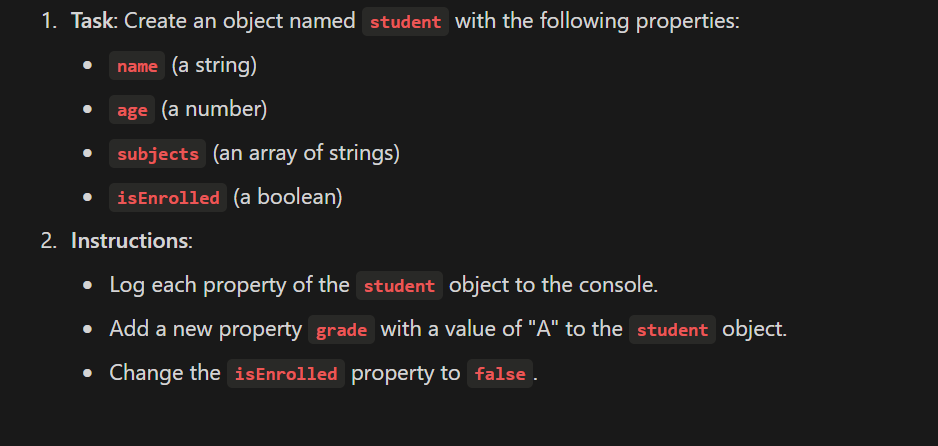 1. Task: Create an object named student with the following properties:
• name (a string)
• age (a number)
• subjects (an array of strings)
• isEnrolled (a boolean)
2. Instructions:
• Log each property of the student object to the console.
• Add a new property grade with a value of "A" to the student object.
• Change the isEnrolled property to false.